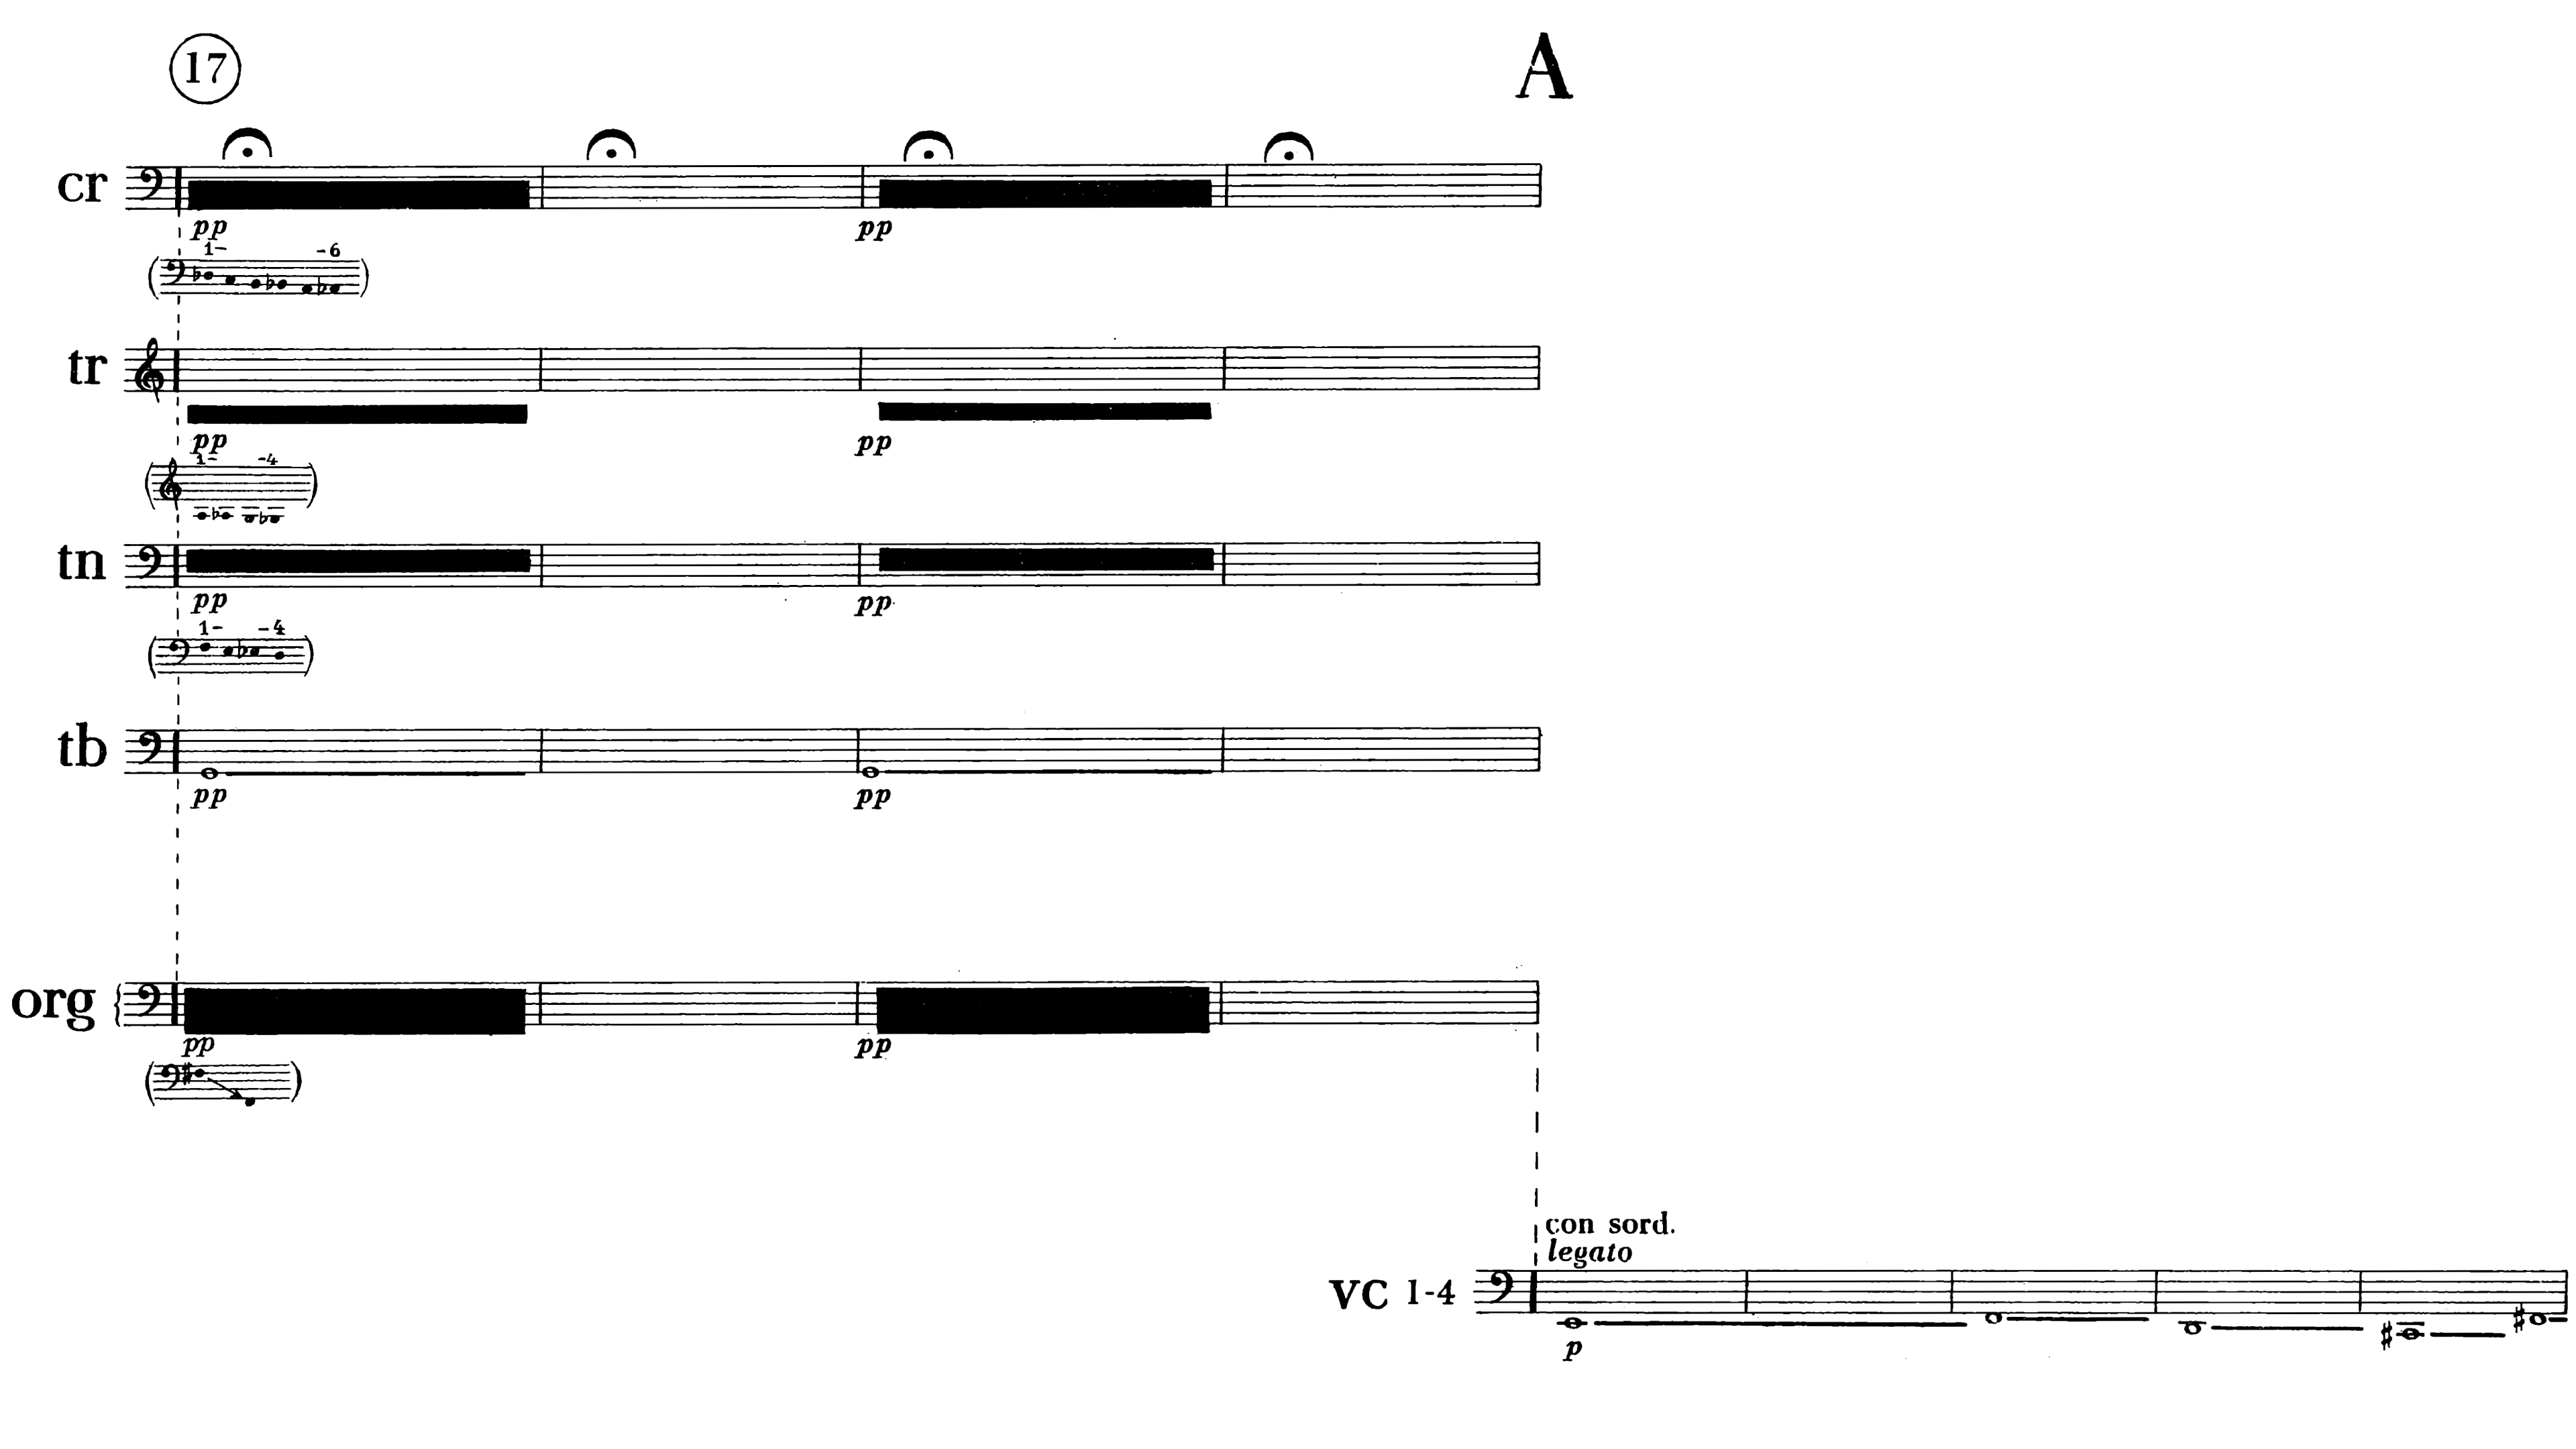 17
A
cr
pp pp
1- -6
tr
pp pp
1- -4
tn
pp pp
1- -4
tb
pp pp
org
pp pp
con sord.
legato
VC 1-4
p